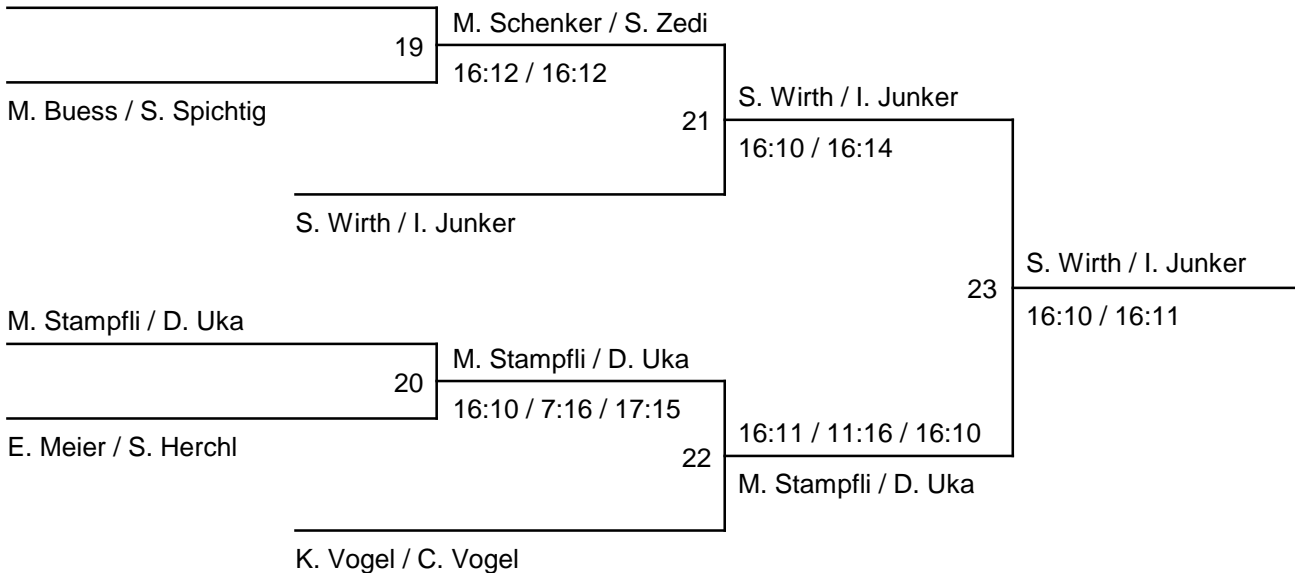 M. Schenker / S. Zedi
19
16:12 / 16:12
M. Buess / S. Spichtig
S. Wirth / I. Junker
21
16:10 / 16:14
S. Wirth / I. Junker
S. Wirth / I. Junker
23
16:10 / 16:11
M. Stampfli / D. Uka
M. Stampfli / D. Uka
20
16:10 / 7:16 / 17:15
E. Meier / S. Herchl
16:11 / 11:16 / 16:10
22
M. Stampfli / D. Uka
K. Vogel / C. Vogel